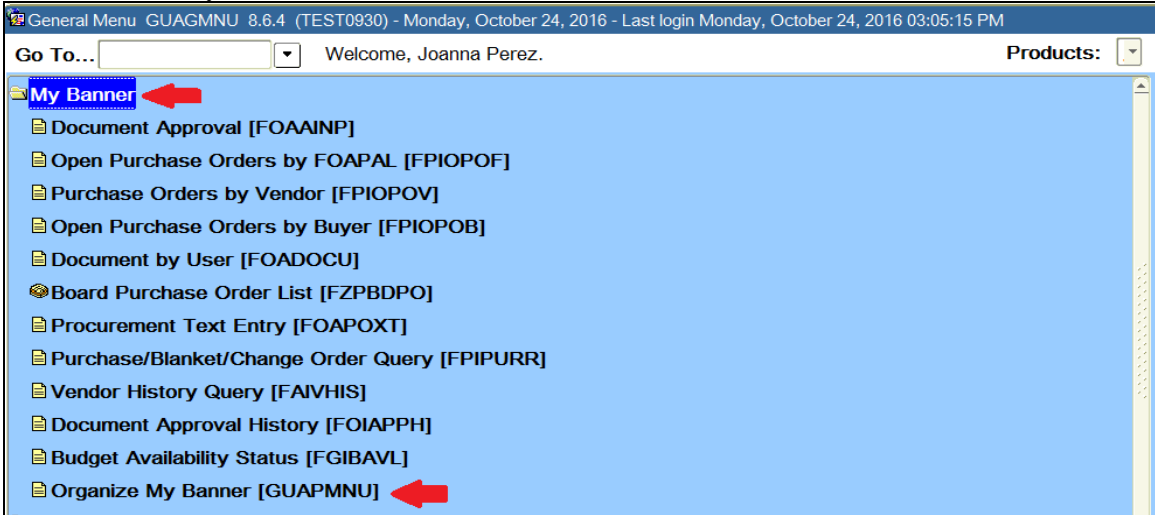 General Menu GUAGMNU 8.6.4 (TEST0930) - Monday, October 24, 2016 - Last login Monday, October 24, 2016 03:05:15 PM
Go To... Welcome, Joanna Perez. Products:
My Banner
Document Approval [FOAAINP]
Open Purchase Orders by FOAPAL [FPIOPOF]
Purchase Orders by Vendor [FPIOPOV]
Open Purchase Orders by Buyer [FPIOPOB]
Document by User [FOADOCU]
Board Purchase Order List [FZPBDPO]
Procurement Text Entry [FOAPOXT]
Purchase/Blanket/Change Order Query [FPIPURR]
Vendor History Query [FAIVHIS]
Document Approval History [FOIAPPH]
Budget Availability Status [FGIBAVL]
Organize My Banner [GUAPMNU]